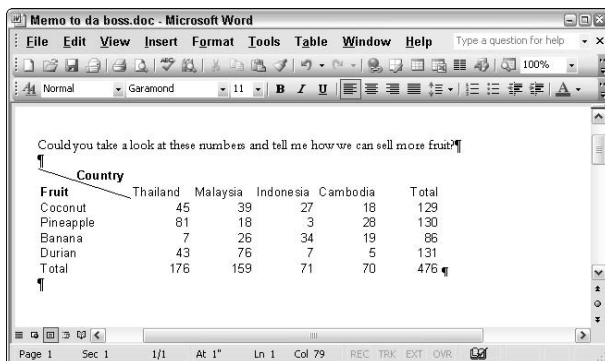 Memo to da boss.doc - Microsoft Word
File Edit View Insert Format Tools Table Window Help Type a question for help
100%
Normal Garamond 11 B I U A
Could you take a look at these numbers and tell me how we can sell more fruit?¶
¶
Country
Fruit Thailand Malaysia Indonesia Cambodia Total
Coconut 45 39 27 18 129
Pineapple 81 18 3 28 130
Banana 7 26 34 19 86
Durian 43 76 7 5 131
Total 176 159 71 70 476 ¶
¶
Page 1 Sec 1 1/1 At 1" Ln 1 Col 79 REC TRK EXT OVR